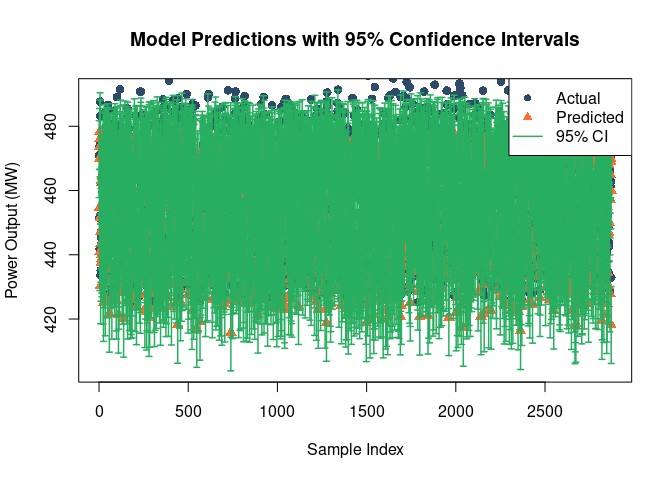 Model Predictions with 95% Confidence Intervals
Power Output (MW)
480
460
440
420
Actual
Predicted
95% CI
0
500
1000
1500
2000
2500
Sample Index